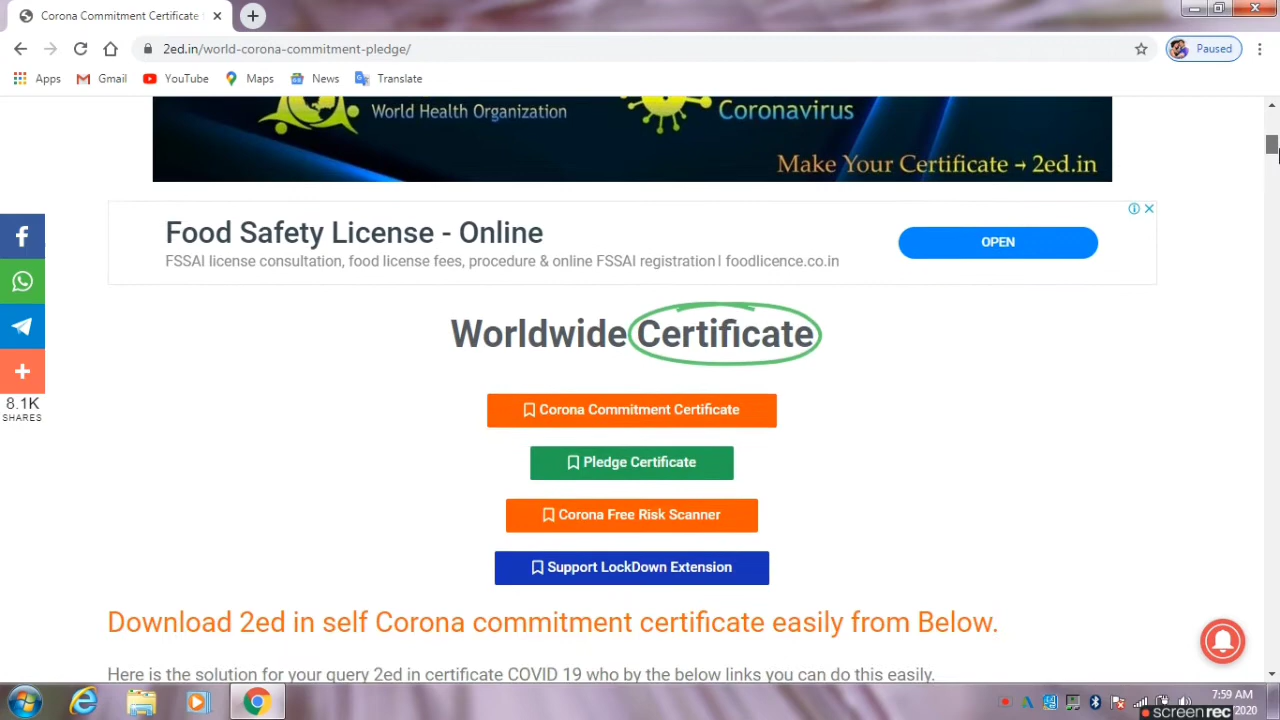 Corona Commitment Certificate
2ed.in/world-corona-commitment-pledge/
Paused
Apps
Gmail
YouTube
Maps
News
Translate
World Health Organization
Coronavirus
Make Your Certificate → 2ed.in
Food Safety License - Online
FSSAI license consultation, food license fees, procedure & online FSSAI registration| foodlicence.co.in
OPEN
Worldwide Certificate
Corona Commitment Certificate
Pledge Certificate
Corona Free Risk Scanner
Support LockDown Extension
8.1K
SHARES
Download 2ed in self Corona commitment certificate easily from Below.
Here is the solution for your query 2ed in certificate COVID 19 who by the below links you can do this easily.
7:59 AM
2020
screen rec